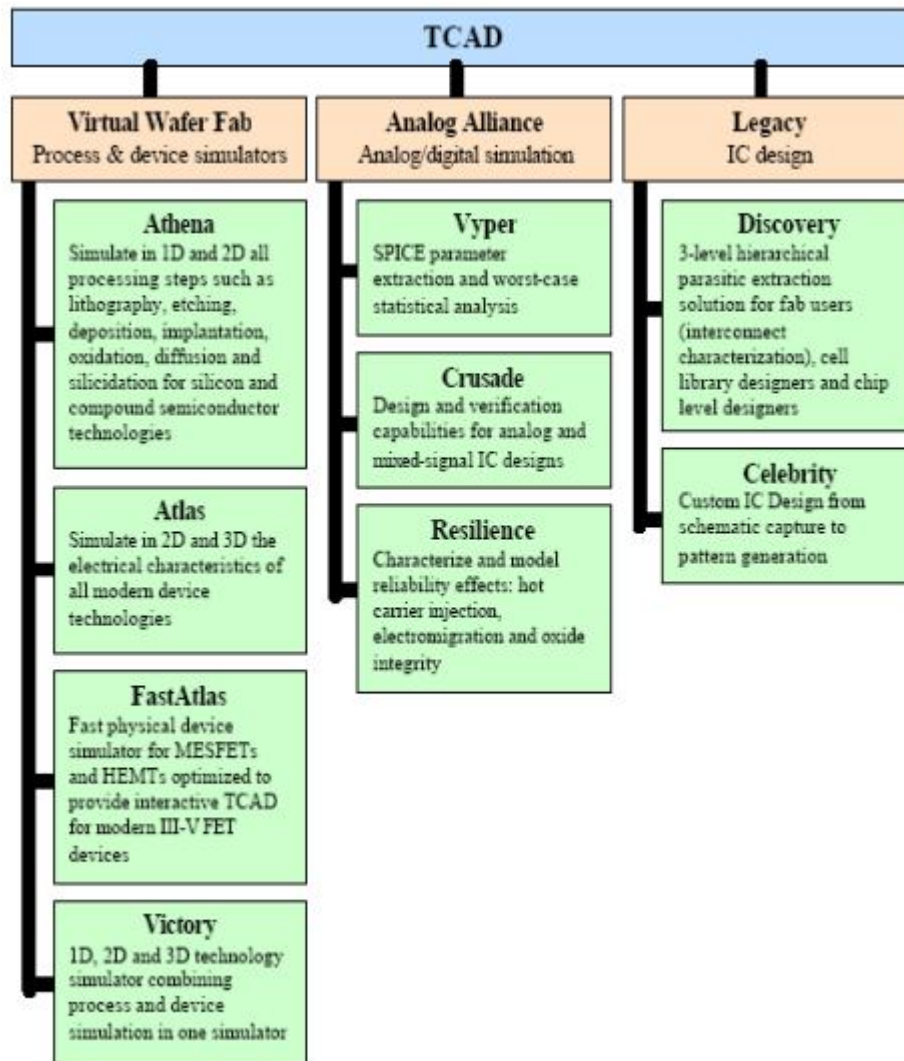 TCAD
Virtual Wafer Fab
Process & device simulators
Athena
Simulate in 1D and 2D all
processing steps such as
lithography, etching,
deposition, implantation,
oxidation, diffusion and
silicidation for silicon and
compound semiconductor
technologies
Atlas
Simulate in 2D and 3D the
electrical characteristics of
all modern device
technologies
FastAtlas
Fast physical device
simulator for MESFETs
and HEMTs optimized to
provide interactive TCAD
for modern III-V FET
devices
Victory
1D, 2D and 3D technology
simulator combining
process and device
simulation in one simulator
Analog Alliance
Analog/digital simulation
Vyper
SPICE parameter
extraction and worst-case
statistical analysis
Crusade
Design and verification
capabilities for analog and
mixed-signal IC designs
Resilience
Characterize and model
reliability effects: hot
carrier injection,
electromigration and oxide
integrity
Legacy
IC design
Discovery
3-level hierarchical
parasitic extraction
solution for fab users
(interconnect
characterization), cell
library designers and chip
level designers
Celebrity
Custom IC Design from
schematic capture to
pattern generation